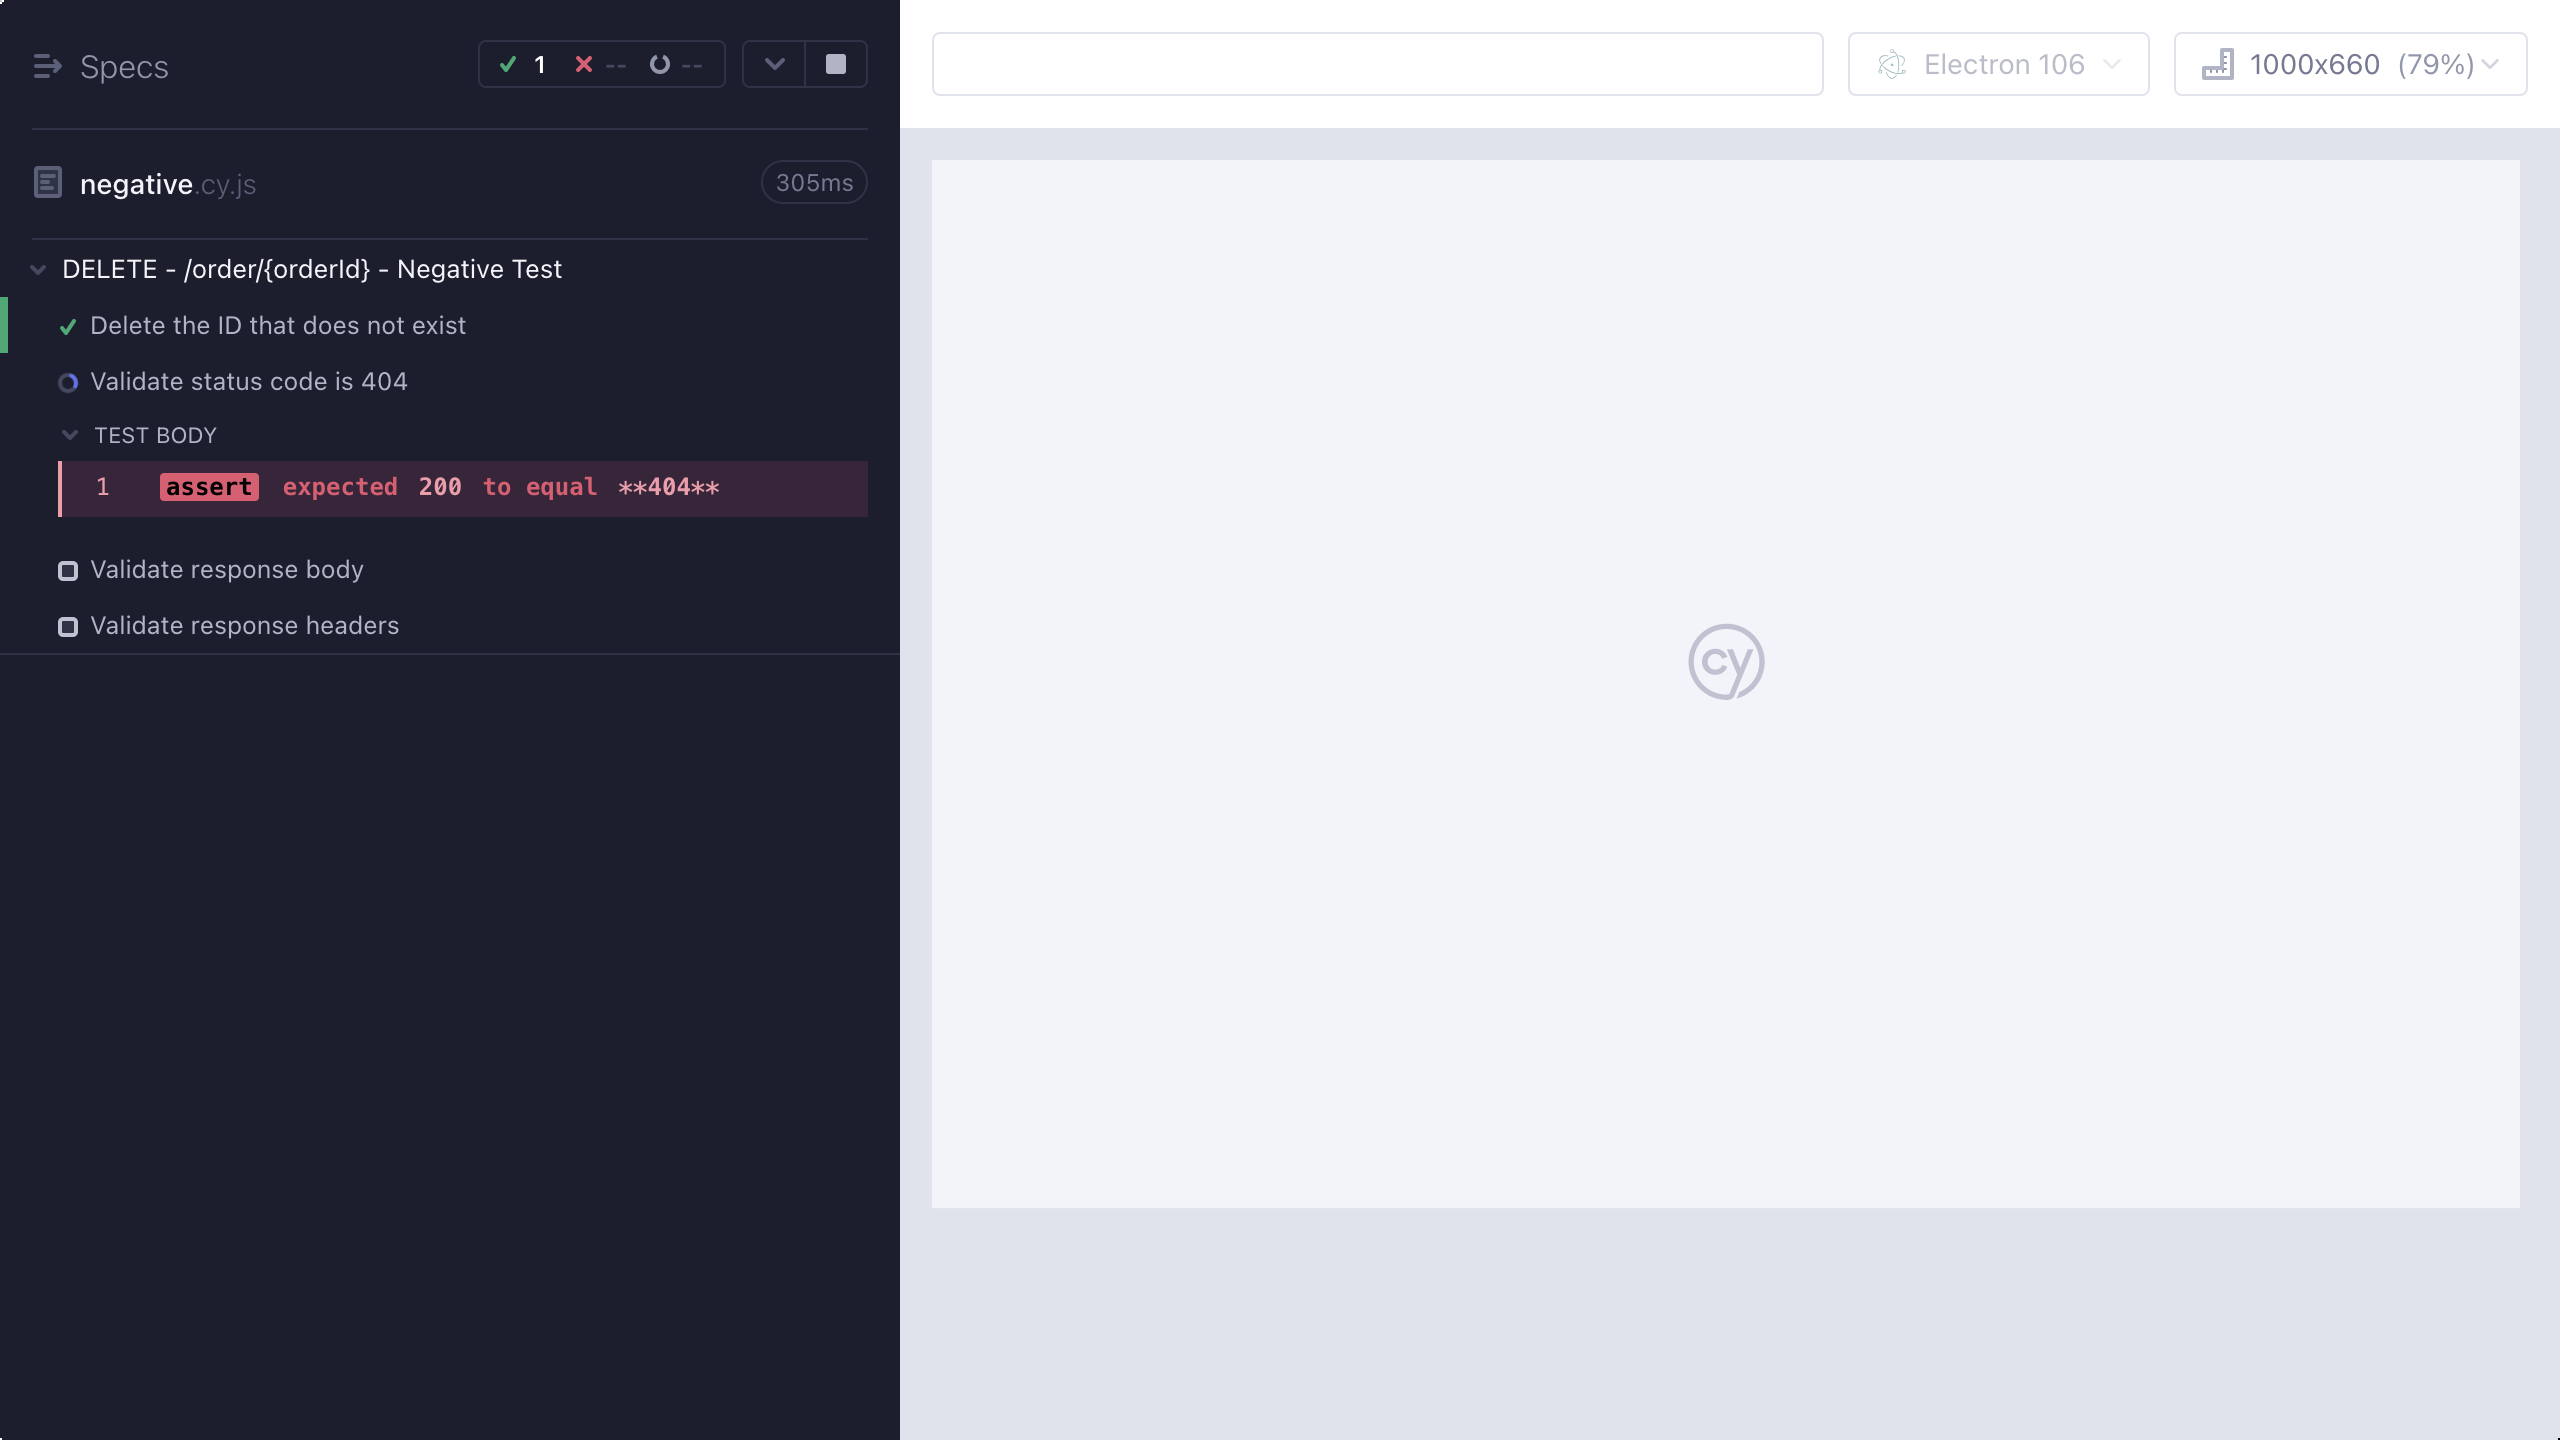 Specs
1 -- --
negative.cy.js
305ms
DELETE - /order/{orderId} - Negative Test
Delete the ID that does not exist
Validate status code is 404
TEST BODY
1 assert expected 200 to equal **404**
Validate response body
Validate response headers
Electron 106
1000x660 (79%)
cy